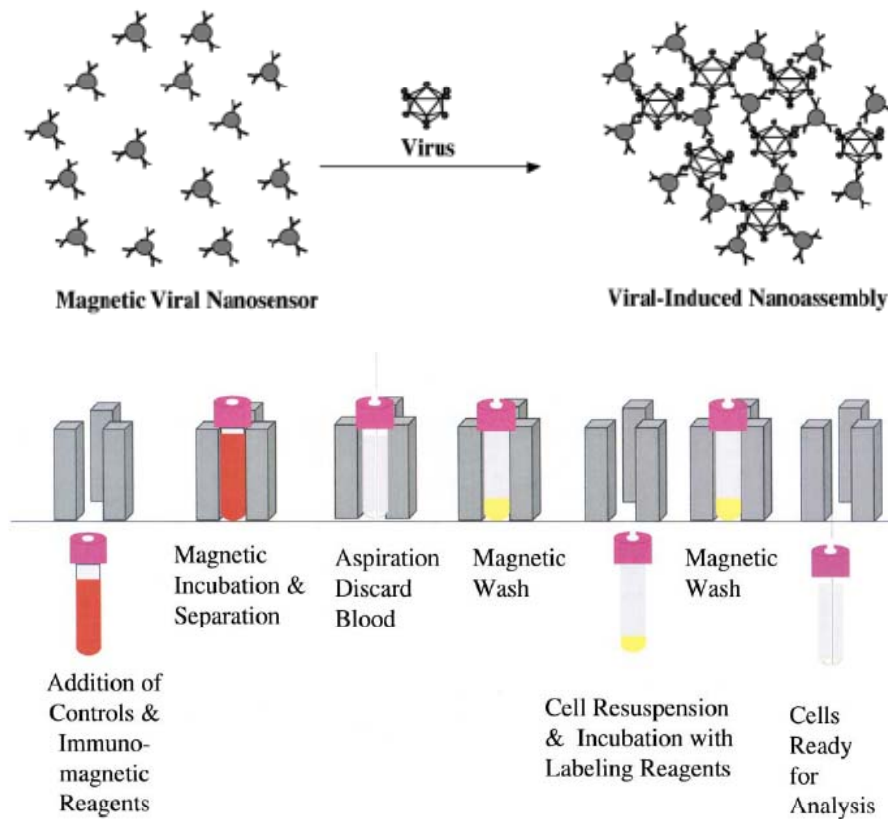 Virus
Magnetic Viral Nanosensor
Viral-Induced Nanoassembly
Magnetic
Incubation &
Separation
Aspiration
Discard
Blood
Magnetic
Wash
Magnetic
Wash
Addition of
Controls &
Immuno-
magnetic
Reagents
Cell Resuspension
& Incubation with
Labeling Reagents
Cells
Ready
for
Analysis